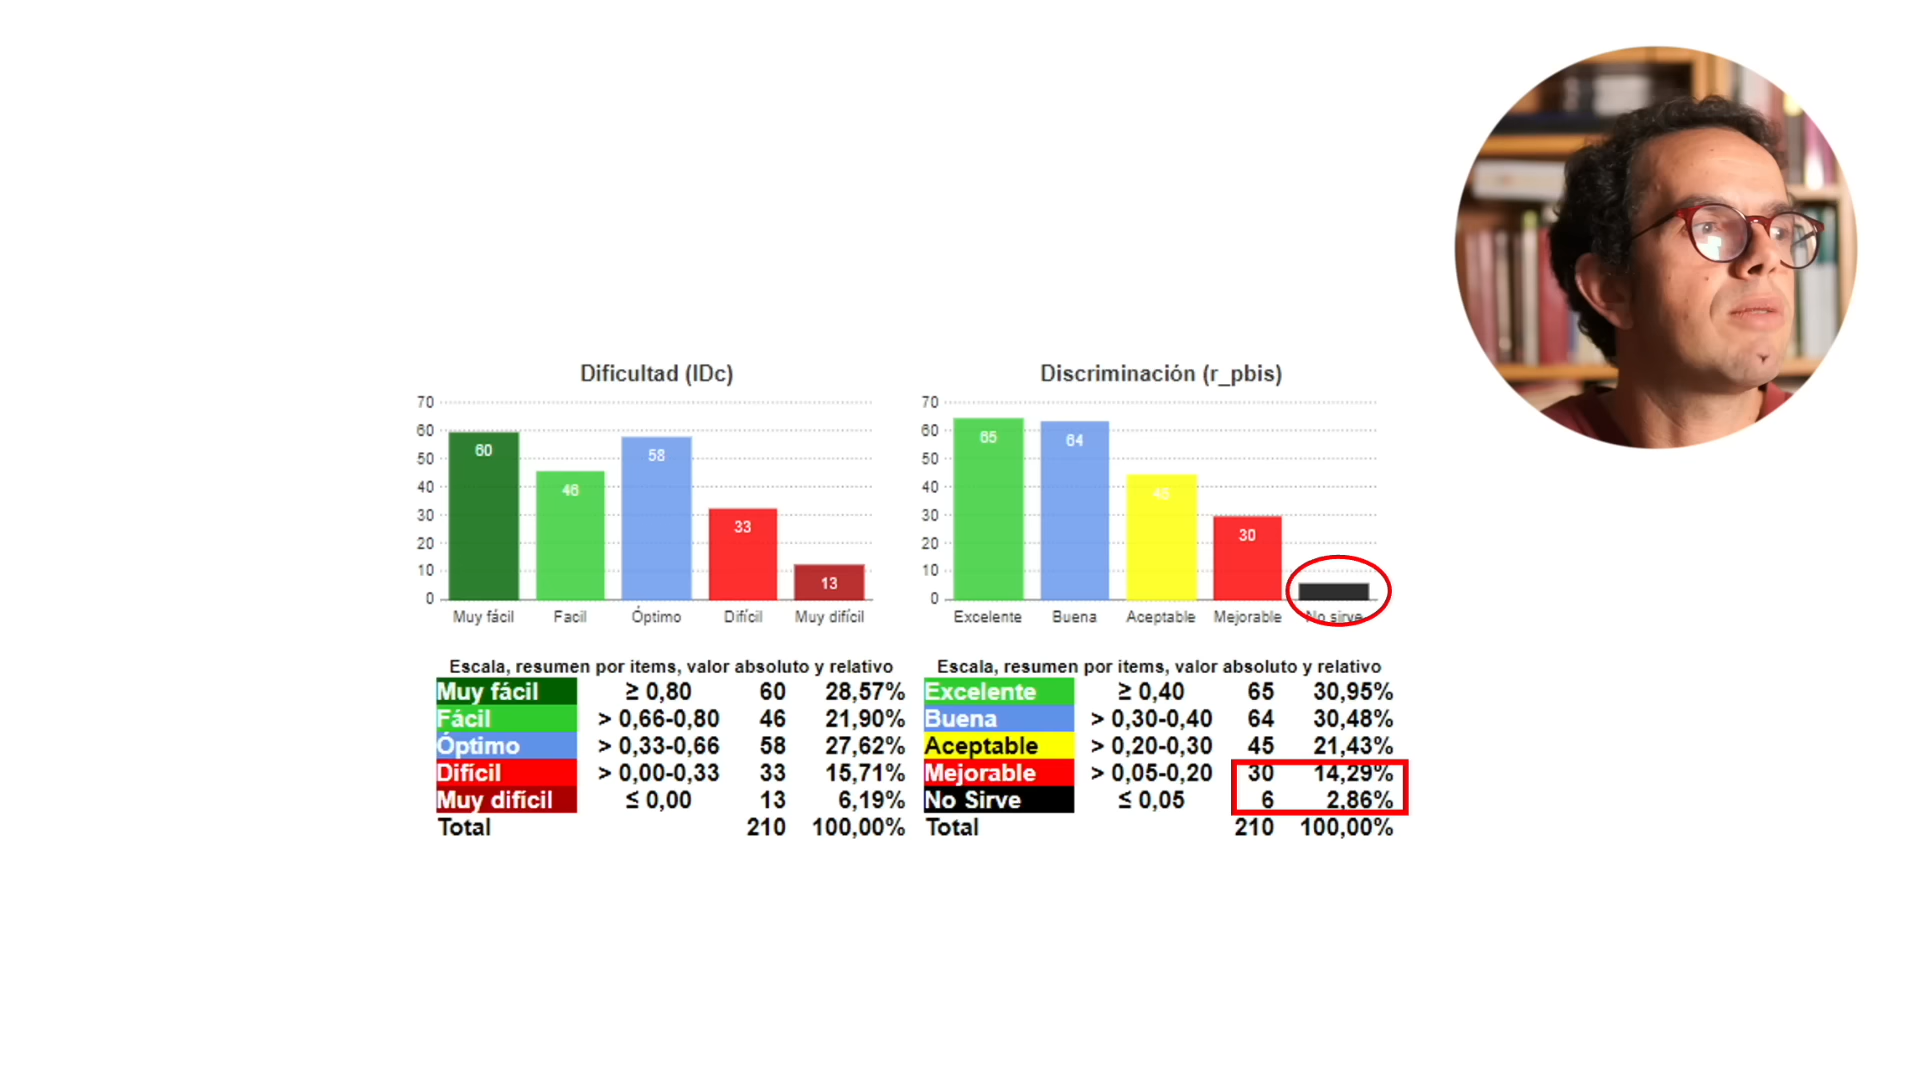 Dificultad (IDc)
70
60
50
40
30
20
10
0
60
46
58
33
13
Muy fácil
Facil
Óptimo
Difícil
Muy difícil
Discriminación (r_pbis)
70
60
50
40
30
20
10
0
65
64
45
30
Excelente
Buena
Aceptable
Mejorable
No sirve
Escala, resumen por items, valor absoluto y relativo
Muy fácil ≥ 0,80 60 28,57%
Fácil > 0,66-0,80 46 21,90%
Óptimo > 0,33-0,66 58 27,62%
Difícil > 0,00-0,33 33 15,71%
Muy difícil ≤ 0,00 13 6,19%
Total 210 100,00%
Escala, resumen por items, valor absoluto y relativo
Excelente ≥ 0,40 65 30,95%
Buena > 0,30-0,40 64 30,48%
Aceptable > 0,20-0,30 45 21,43%
Mejorable > 0,05-0,20 30 14,29%
No Sirve ≤ 0,05 6 2,86%
Total 210 100,00%